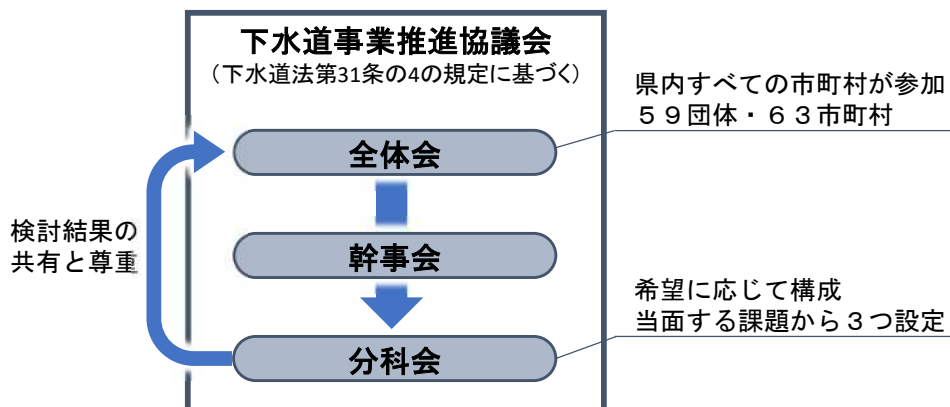 下水道事業推進協議会
(下水道法第31条の4の規定に基づく)
県内すべての市町村が参加
59団体・63市町村
全体会
検討結果の
共有と尊重
幹事会
希望に応じて構成
当面する課題から3つ設定
分科会